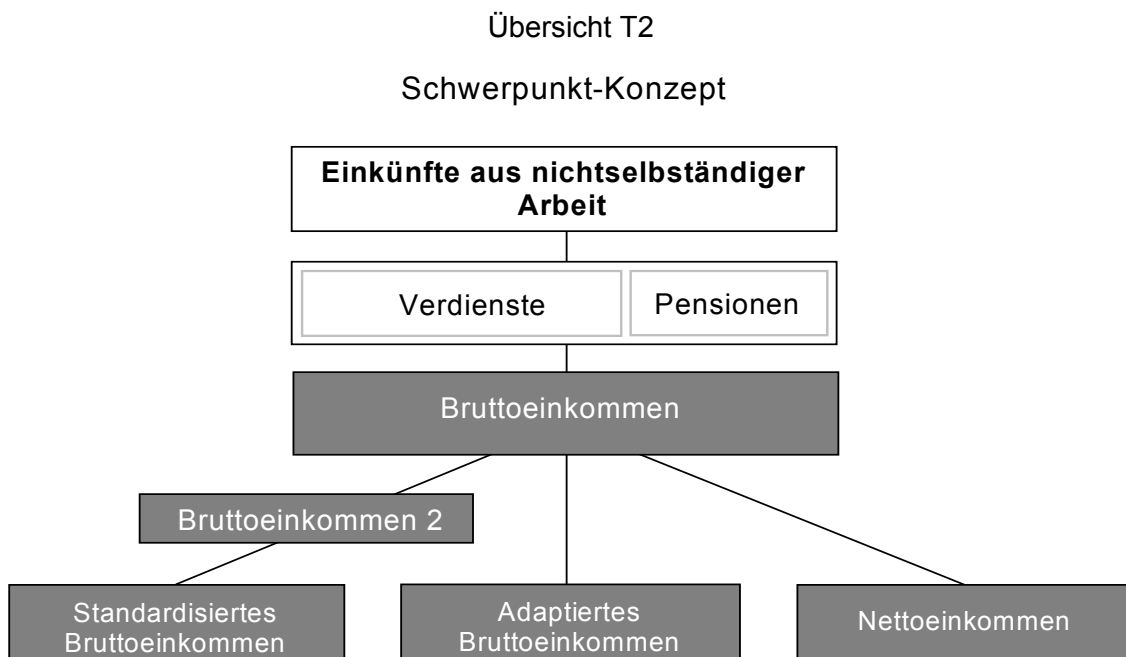 Übersicht T2
Schwerpunkt-Konzept
Einkünfte aus nichtselbständiger
Arbeit
Verdienste
Pensionen
Bruttoeinkommen
Bruttoeinkommen 2
Standardisiertes
Bruttoeinkommen
Adaptiertes
Bruttoeinkommen
Nettoeinkommen